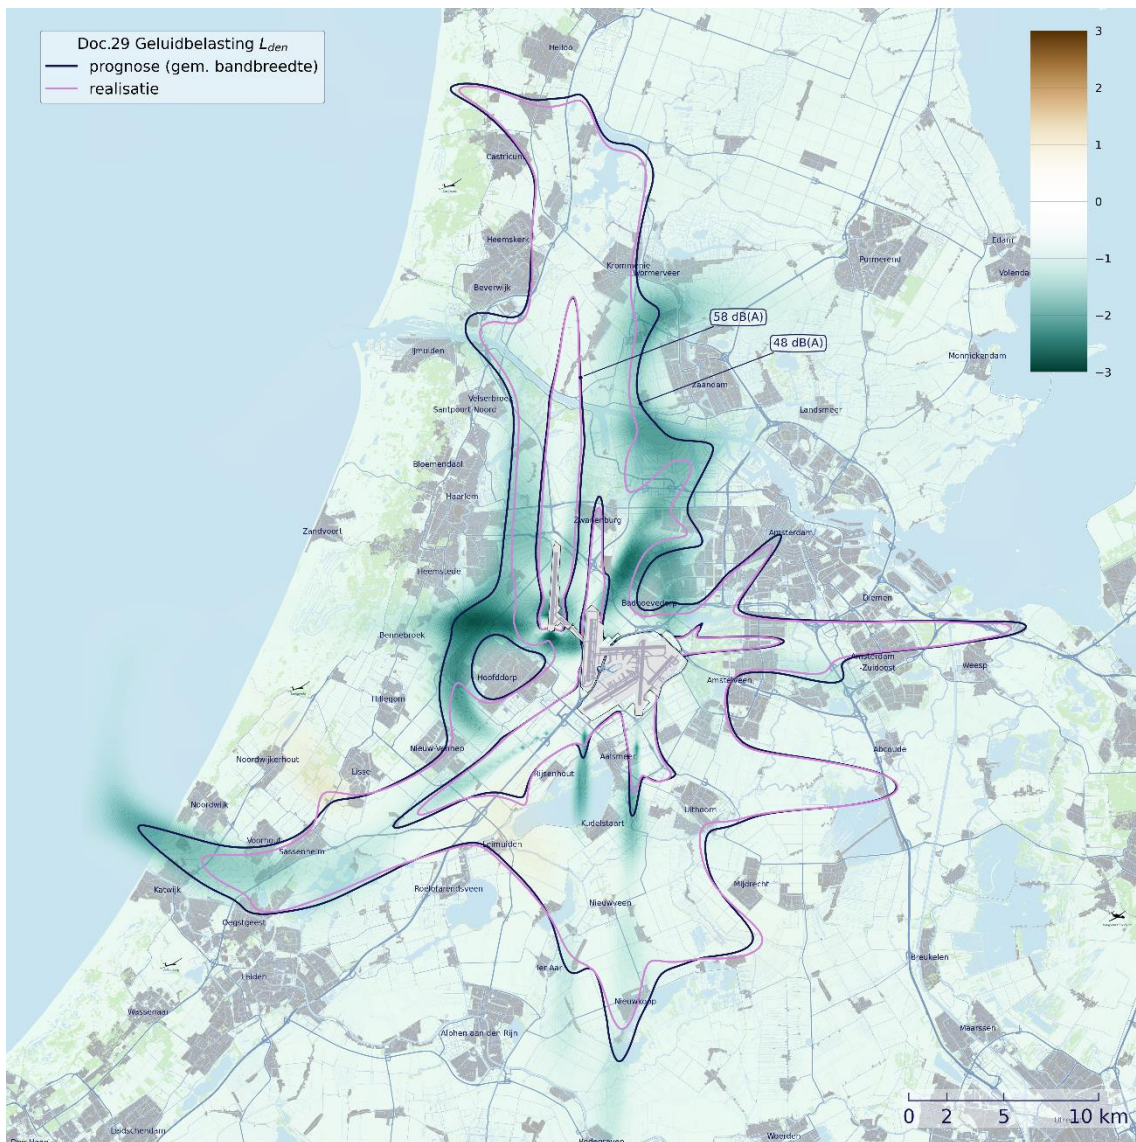 Doc.29 Geluidbelasting Lden
prognose (gem. bandbreedte)
realisatie
3
2
1
0
−1
−2
−3
Heiloo
Castricum
Heemskerk
Beverwijk
Krommenie
Wormerveer
Purmerend
Edam
Volenda
58 dB(A)
48 dB(A)
IJmuiden
Zaandam
Monnickendam
Velserbroek
Santpoort-Noord
Landsmeer
Bloemendaal
Haarlem
Zandvoort
Zwanenburg
Amsterdam
Heemstede
Badhoevedorp
Diemen
Bennebroek
Amsterdam
-Zuidoost
Weesp
Hoofddorp
Amstelveen
Hillegom
Nieuw-Vennep
Abcoude
Noordwijkerhout
Lisse
Rijsenhout
Aalsmeer
Noordwijk
Uithoorn
Kudelstaart
Voorhout
Sassenheim
Leimuiden
Katwijk
Roelofarendsveen
Mijdrecht
Oegstgeest
Nieuwveen
Leiden
Ter Aar
Breukelen
Nieuwkoop
Wassenaar
Alphen aan den Rijn
Maarssen
0 2 5 10 km
Leidschendam
Woerden
Bodegraven